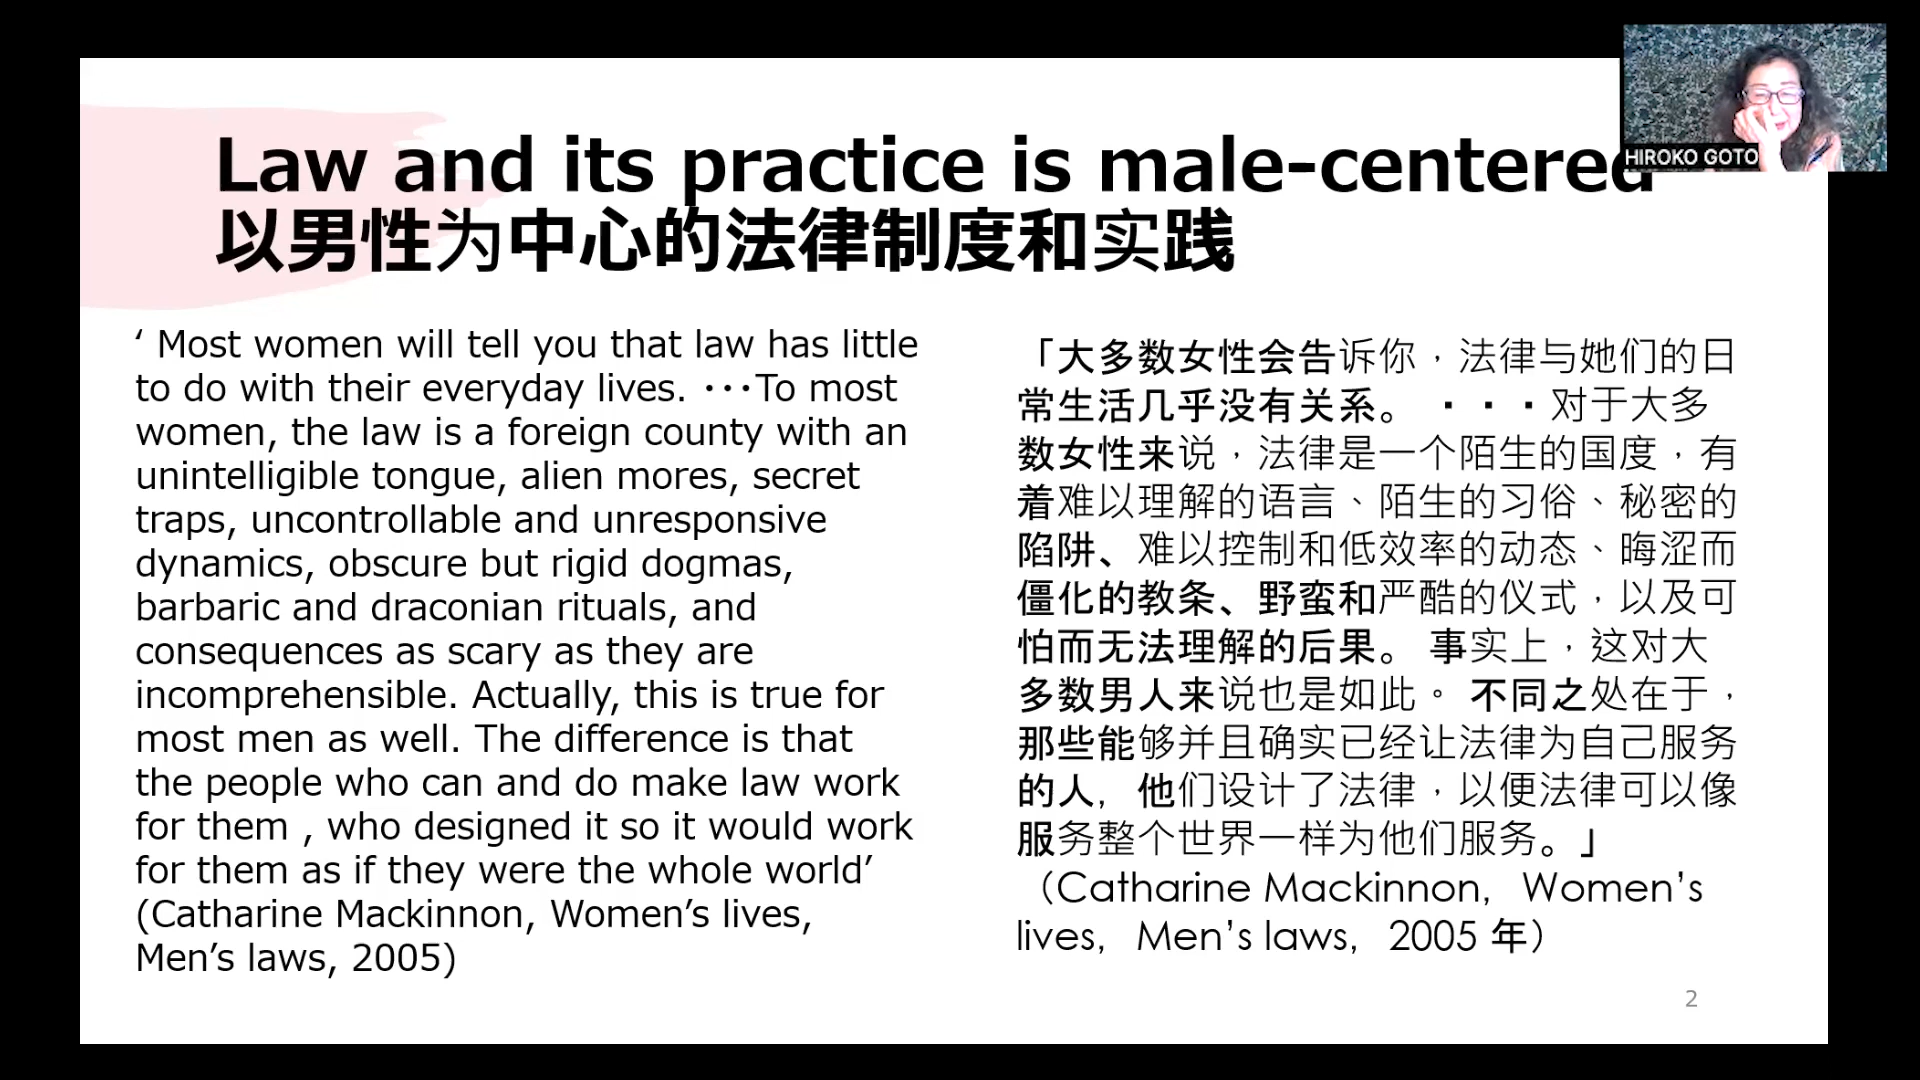 HIROKO GOTO
Law and its practice is male-centered
以男性为中心的法律制度和实践
‘ Most women will tell you that law has little
to do with their everyday lives. ・・・To most
women, the law is a foreign county with an
unintelligible tongue, alien mores, secret
traps, uncontrollable and unresponsive
dynamics, obscure but rigid dogmas,
barbaric and draconian rituals, and
consequences as scary as they are
incomprehensible. Actually, this is true for
most men as well. The difference is that
the people who can and do make law work
for them , who designed it so it would work
for them as if they were the whole world’
(Catharine Mackinnon, Women’s lives,
Men’s laws, 2005)
「大多数女性会告诉你，法律与她们的日
常生活几乎没有关系。 ・・・对于大多
数女性来说，法律是一个陌生的国度，有
着难以理解的语言、陌生的习俗、秘密的
陷阱、难以控制和低效率的动态、晦涩而
僵化的教条、野蛮和严酷的仪式，以及可
怕而无法理解的后果。 事实上，这对大
多数男人来说也是如此。 不同之处在于，
那些能够并且确实已经让法律为自己服务
的人，他们设计了法律，以便法律可以像
服务整个世界一样为他们服务。」
（Catharine Mackinnon，Women’s
lives，Men’s laws，2005 年）
2